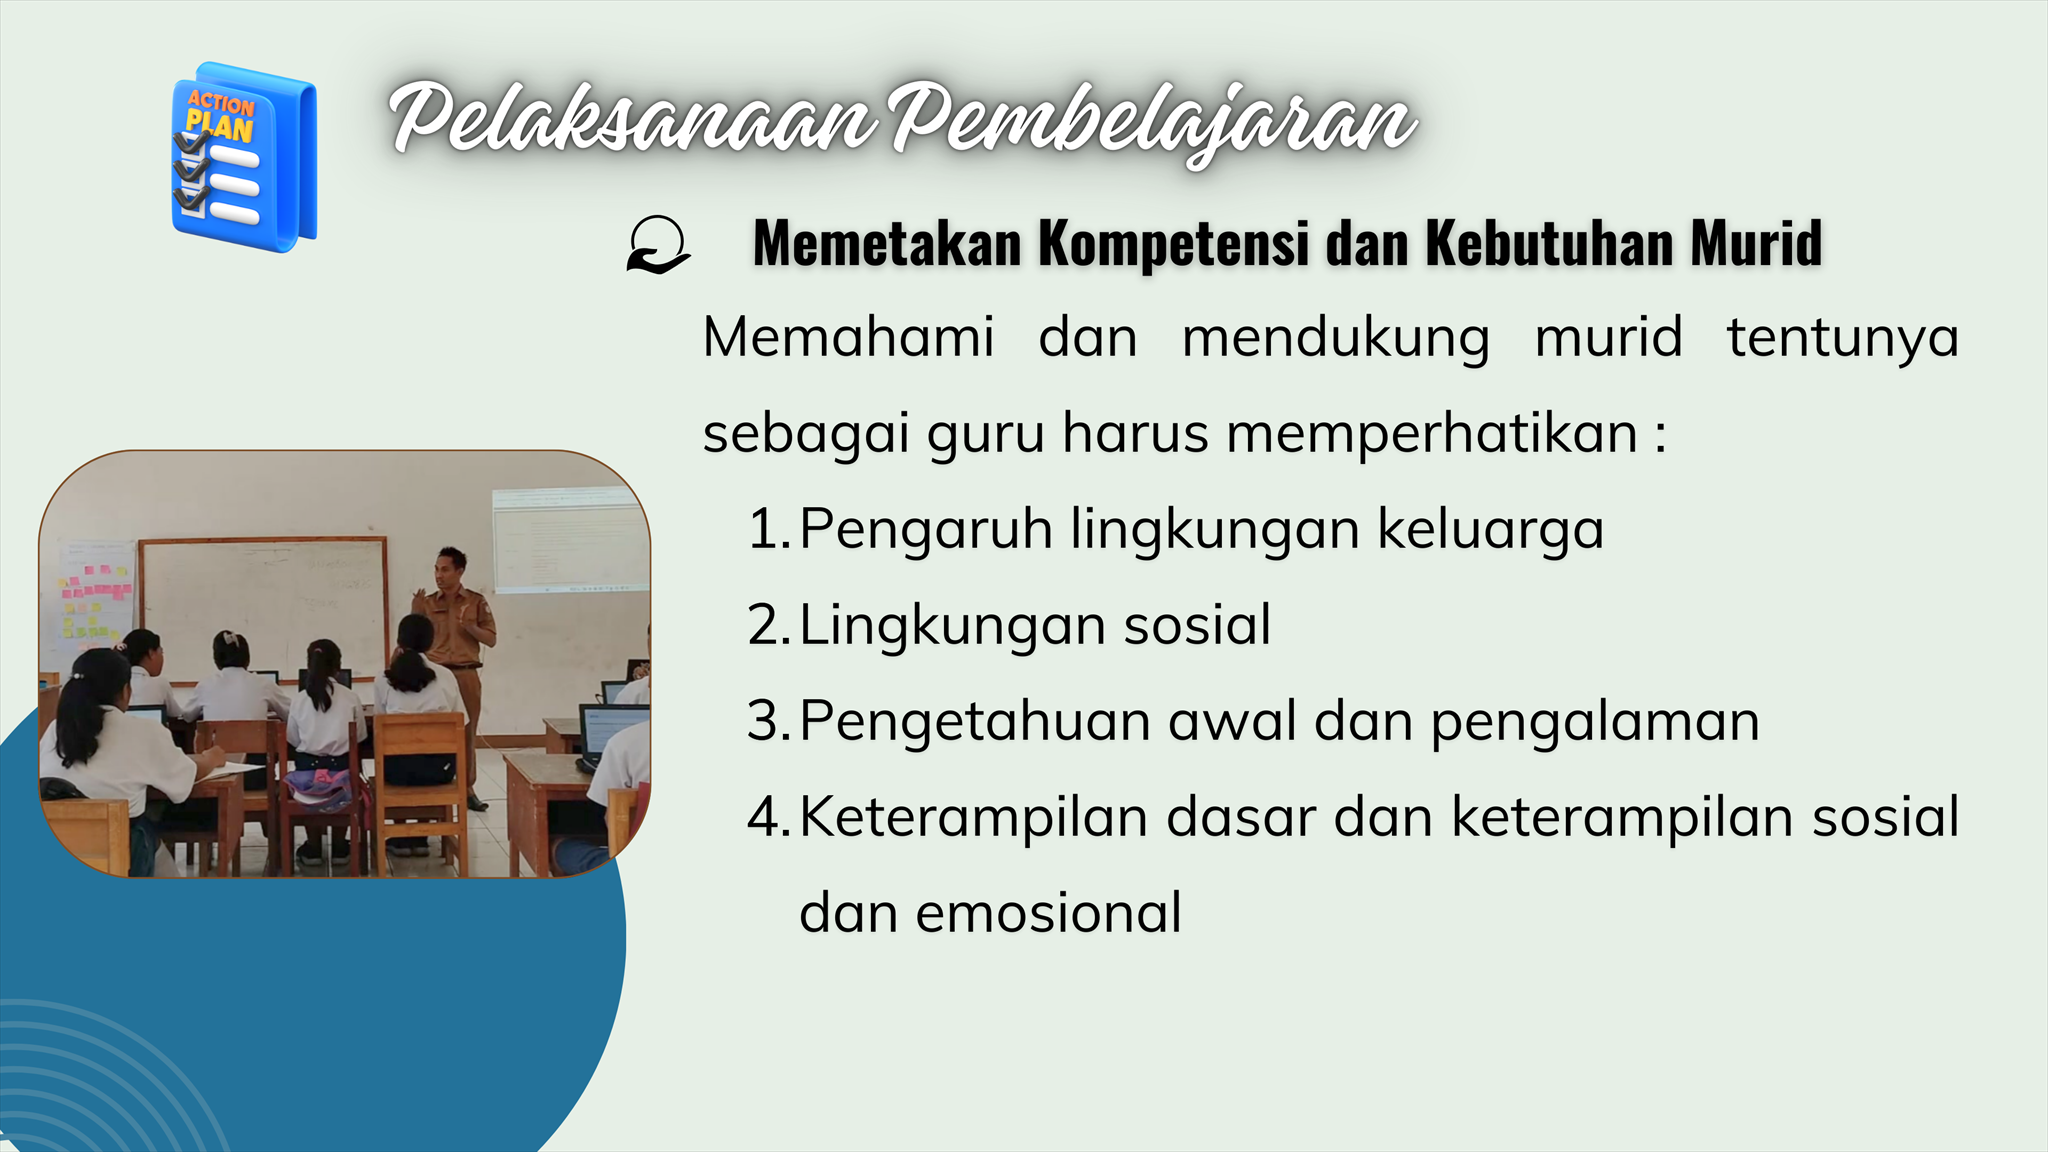 ACTION
PLAN
Pelaksanaan Pembelajaran
Memetakan Kompetensi dan Kebutuhan Murid
Memahami dan mendukung murid tentunya
sebagai guru harus memperhatikan :
1. Pengaruh lingkungan keluarga
2. Lingkungan sosial
3. Pengetahuan awal dan pengalaman
4. Keterampilan dasar dan keterampilan sosial
dan emosional